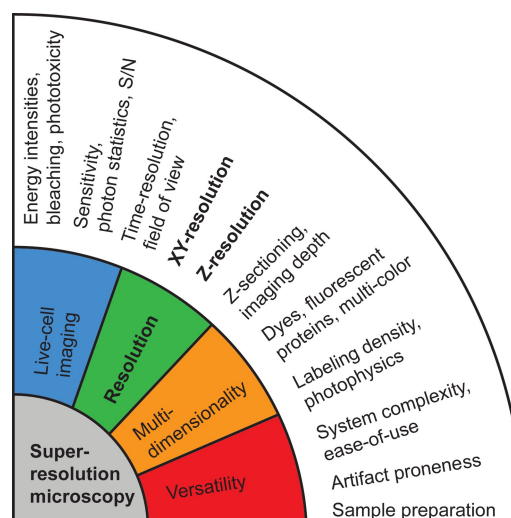 Energy intensities,
bleaching, phototoxicity
Sensitivity,
photon statistics, S/N
Time-resolution,
field of view
XY-resolution
Z-resolution
Z-sectioning,
imaging depth
Dyes, fluorescent
proteins, multi-color
Labeling density,
photophysics
System complexity,
ease-of-use
Artifact proneness
Sample preparation
Live-cell
imaging
Resolution
Multi-
dimensionality
Versatility
Super-
resolution
microscopy